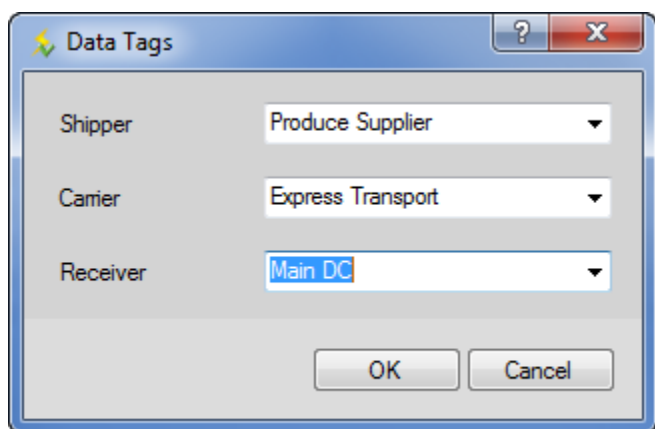 Data Tags
Shipper Produce Supplier
Carrier Express Transport
Receiver Main DC
OK Cancel